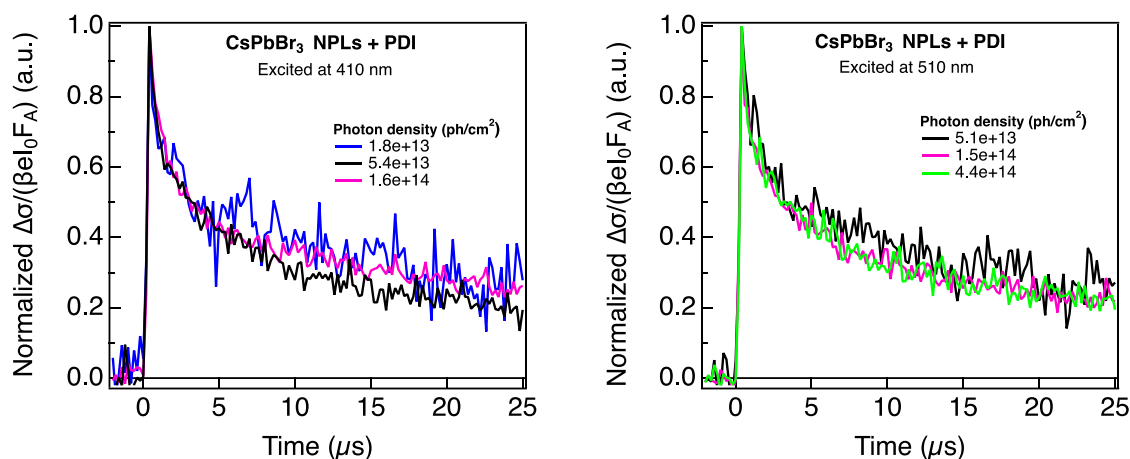 CsPbBr₃ NPLs + PDI
Excited at 410 nm
Photon density (ph/cm²)
1.8e+13
5.4e+13
1.6e+14
Normalized Δσ/(βeI₀F_A) (a.u.)
1.0
0.8
0.6
0.4
0.2
0.0
0
5
10
15
20
25
Time (μs)
CsPbBr₃ NPLs + PDI
Excited at 510 nm
Photon density (ph/cm²)
5.1e+13
1.5e+14
4.4e+14
Normalized Δσ/(βeI₀F_A) (a.u.)
1.0
0.8
0.6
0.4
0.2
0.0
0
5
10
15
20
25
Time (μs)